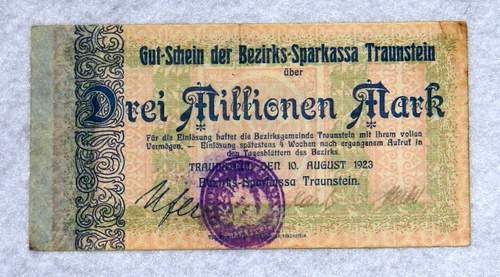 Gut-Schein der Bezirks-Sparkassa Traunstein
über
Drei Millionen Mark
Für die Einlösung haftet die Bezirksgemeinde Traunstein mit ihrem vollen
Vermögen. — Einlösung spätestens 4 Wochen nach ergangenem Aufruf in
den Tagesblättern des Bezirks
TRAUNSTEIN, DEN 10. AUGUST 1923
Bezirks-Sparkassa Traunstein.